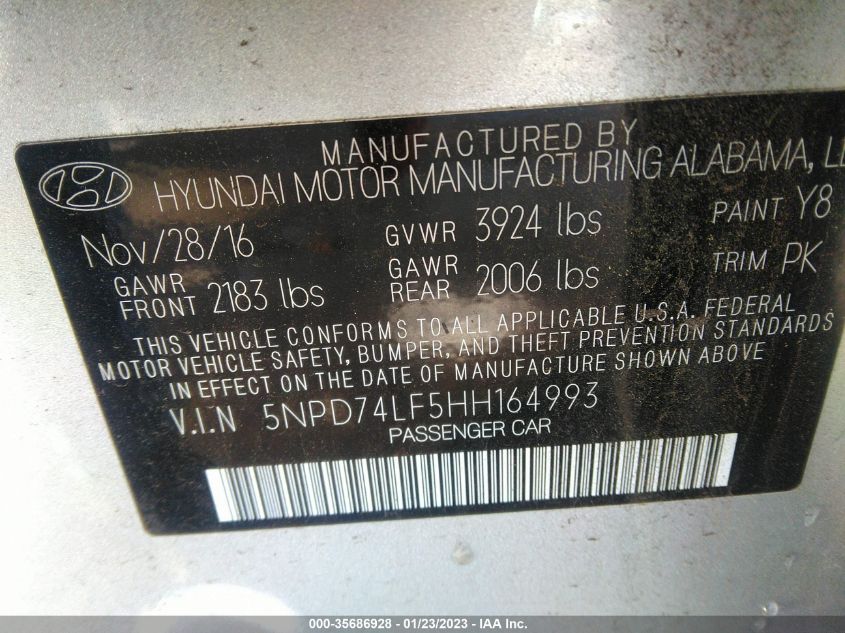 MANUFACTURED BY
HYUNDAI MOTOR MANUFACTURING ALABAMA,
Nov/28/16 GVWR 3924 lbs PAINT Y8
GAWR FRONT 2183 lbs GAWR REAR 2006 lbs TRIM PK
THIS VEHICLE CONFORMS TO ALL APPLICABLE U.S.A. FEDERAL
MOTOR VEHICLE SAFETY, BUMPER, AND THEFT PREVENTION STANDARDS
IN EFFECT ON THE DATE OF MANUFACTURE SHOWN ABOVE
V.I.N 5NPD74LF5HH164993
PASSENGER CAR
000-35686928 - 01/23/2023 - IAA Inc.